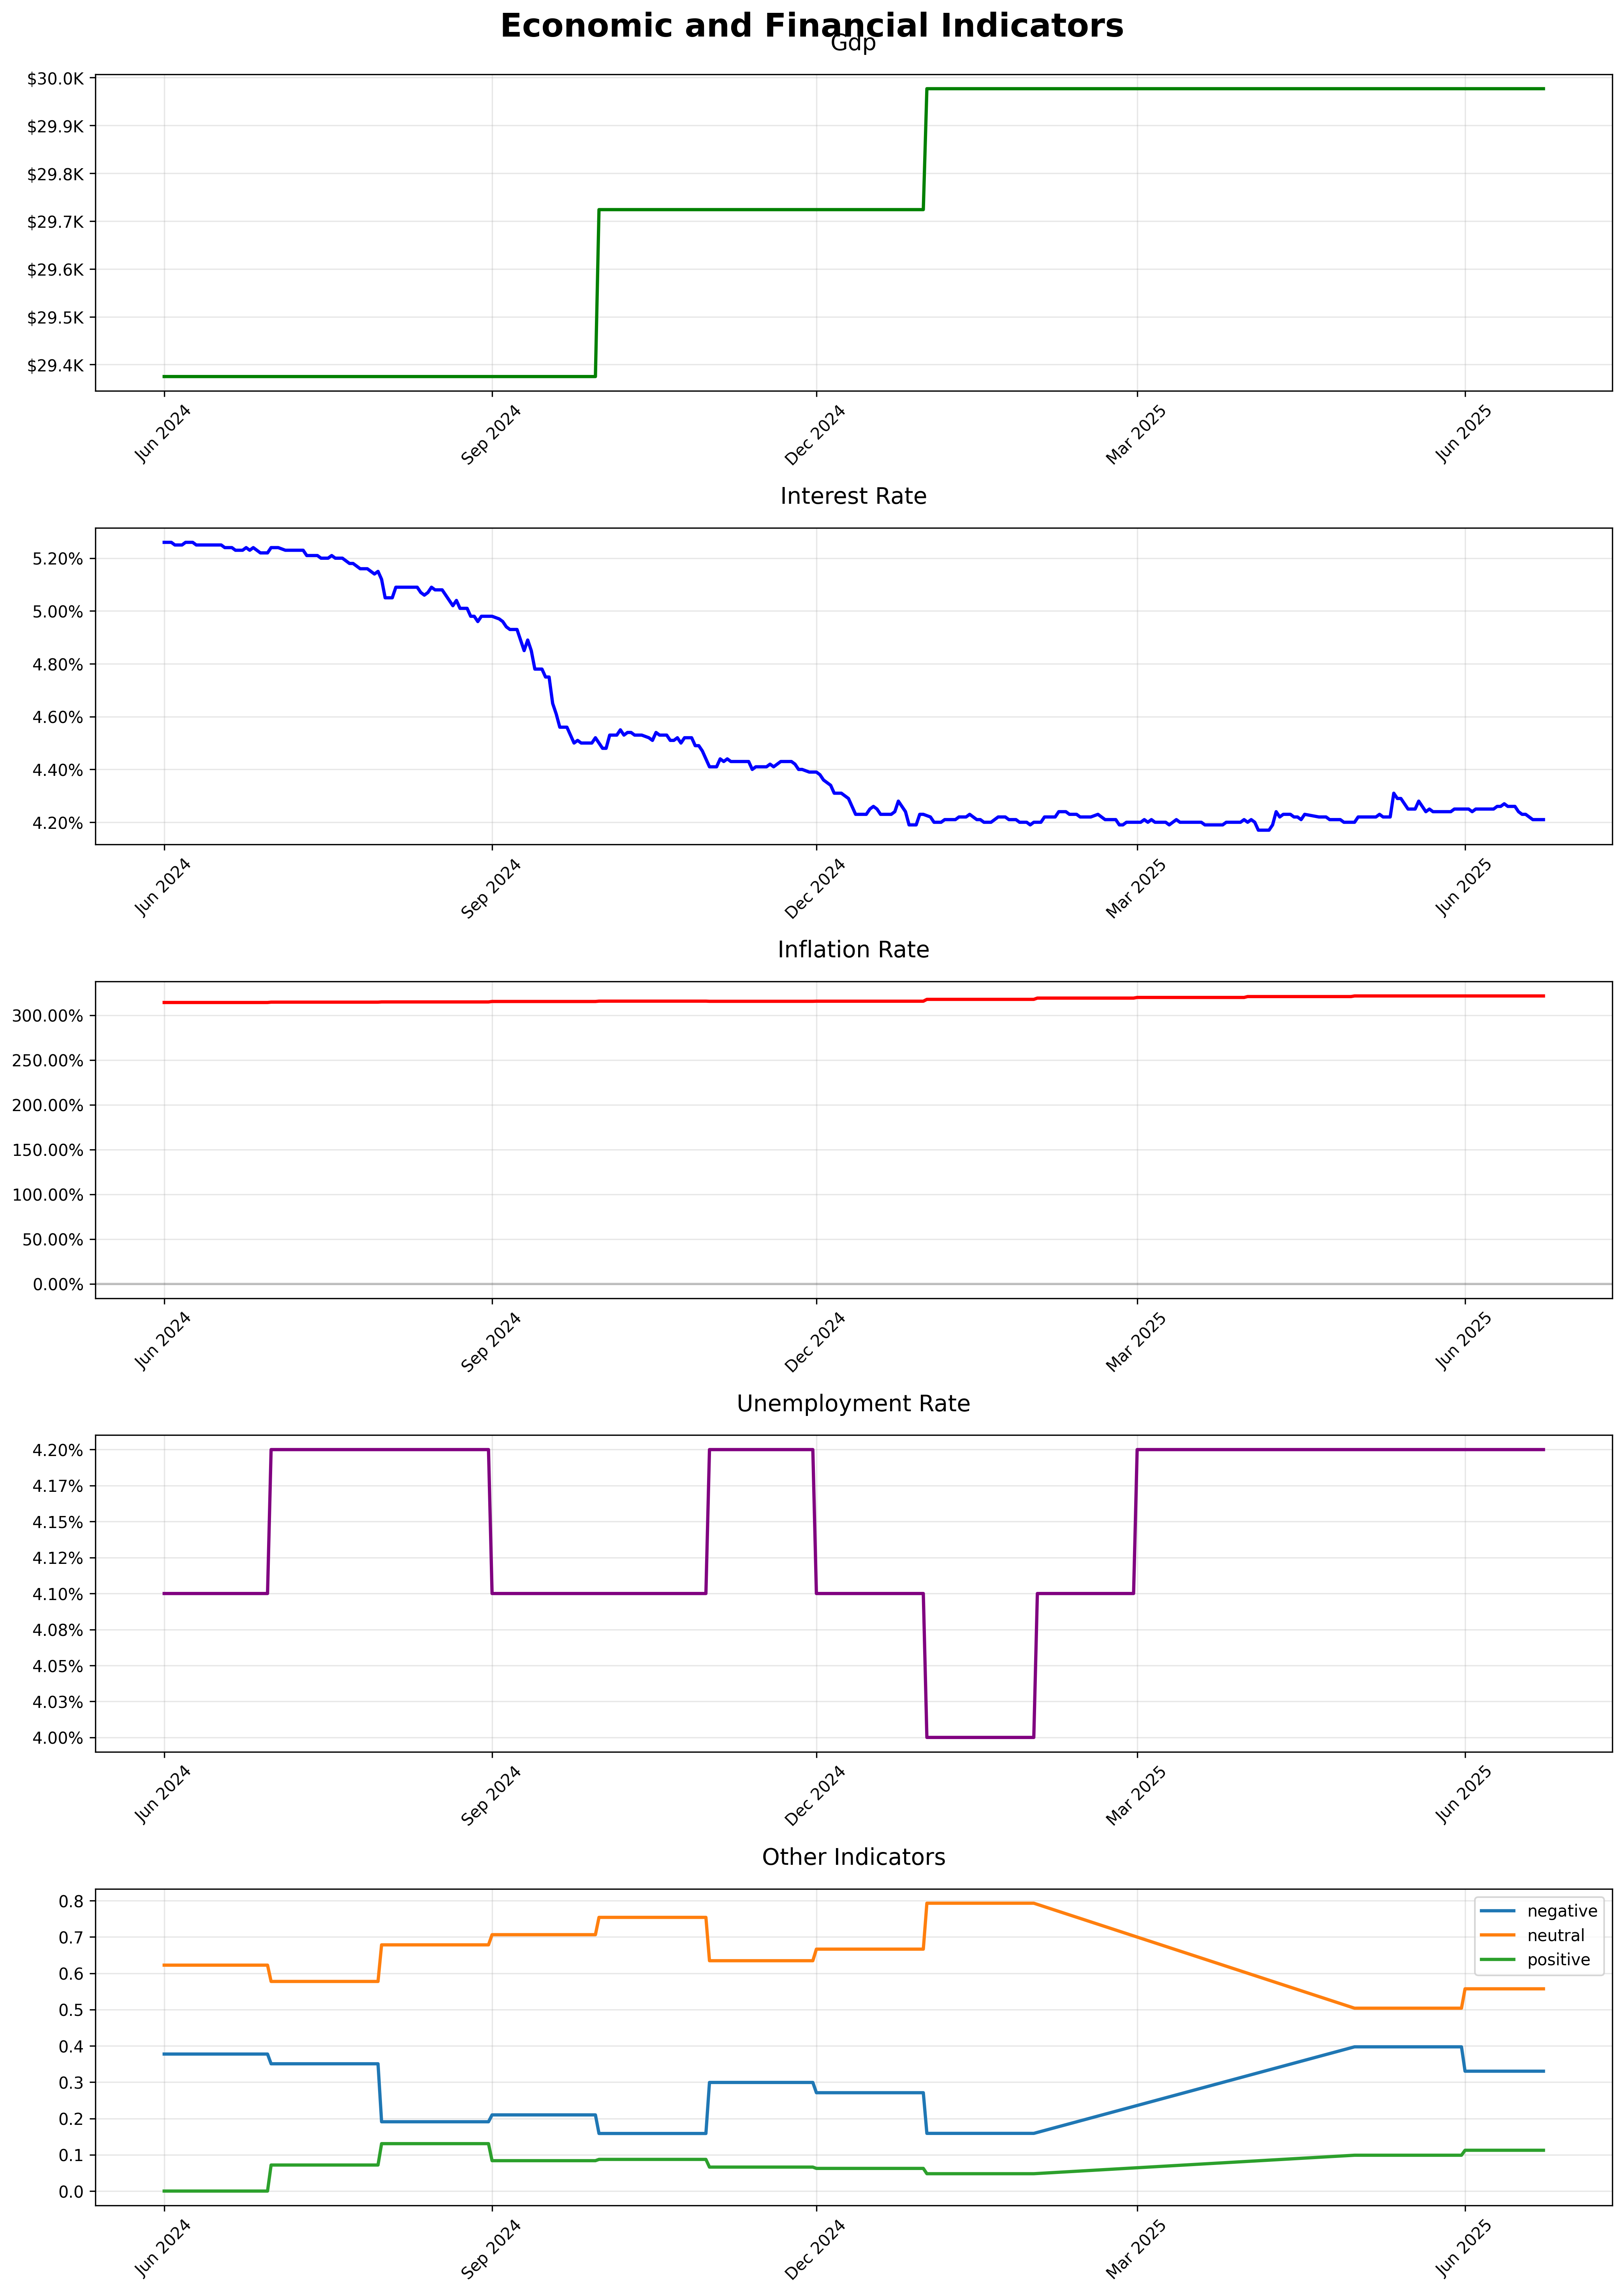 Economic and Financial Indicators
Gdp
$30.0K
$29.9K
$29.8K
$29.7K
$29.6K
$29.5K
$29.4K
Jun 2024 Sep 2024 Dec 2024 Mar 2025 Jun 2025
Interest Rate
5.20%
5.00%
4.80%
4.60%
4.40%
4.20%
Jun 2024 Sep 2024 Dec 2024 Mar 2025 Jun 2025
Inflation Rate
300.00%
250.00%
200.00%
150.00%
100.00%
50.00%
0.00%
Jun 2024 Sep 2024 Dec 2024 Mar 2025 Jun 2025
Unemployment Rate
4.20%
4.17%
4.15%
4.12%
4.10%
4.08%
4.05%
4.03%
4.00%
Jun 2024 Sep 2024 Dec 2024 Mar 2025 Jun 2025
Other Indicators
0.8
0.7
0.6
0.5
0.4
0.3
0.2
0.1
0.0
negative
neutral
positive
Jun 2024 Sep 2024 Dec 2024 Mar 2025 Jun 2025